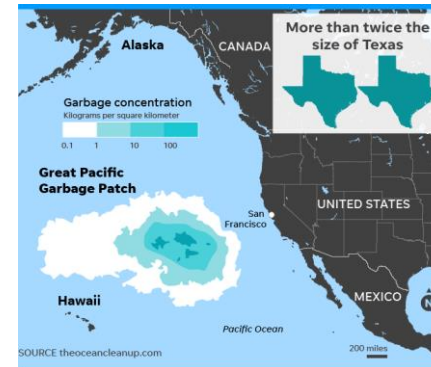 More than twice the
size of Texas
Alaska
CANADA
Garbage concentration
Kilograms per square kilometer
0.1 1 10 100
Great Pacific
Garbage Patch
San
Francisco
UNITED STATES
Hawaii
MEXICO
N
Pacific Ocean
SOURCE theoceancleanup.com
200 miles